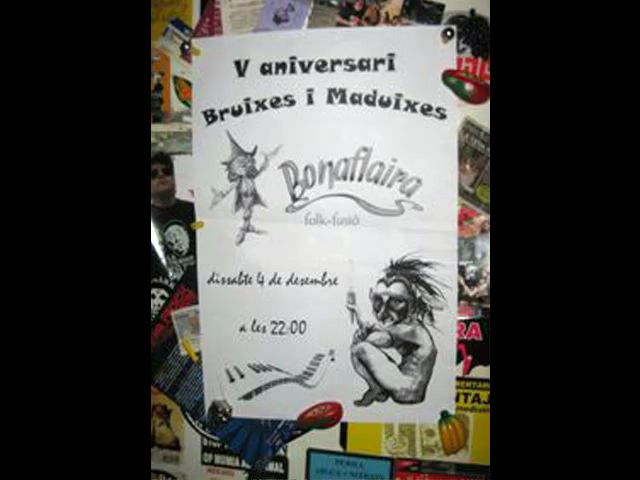 V aniversari
Bruixes i Maduixes
Bonaflaira
folk-fusió
dissabte 4 de desembre
a les 22:00